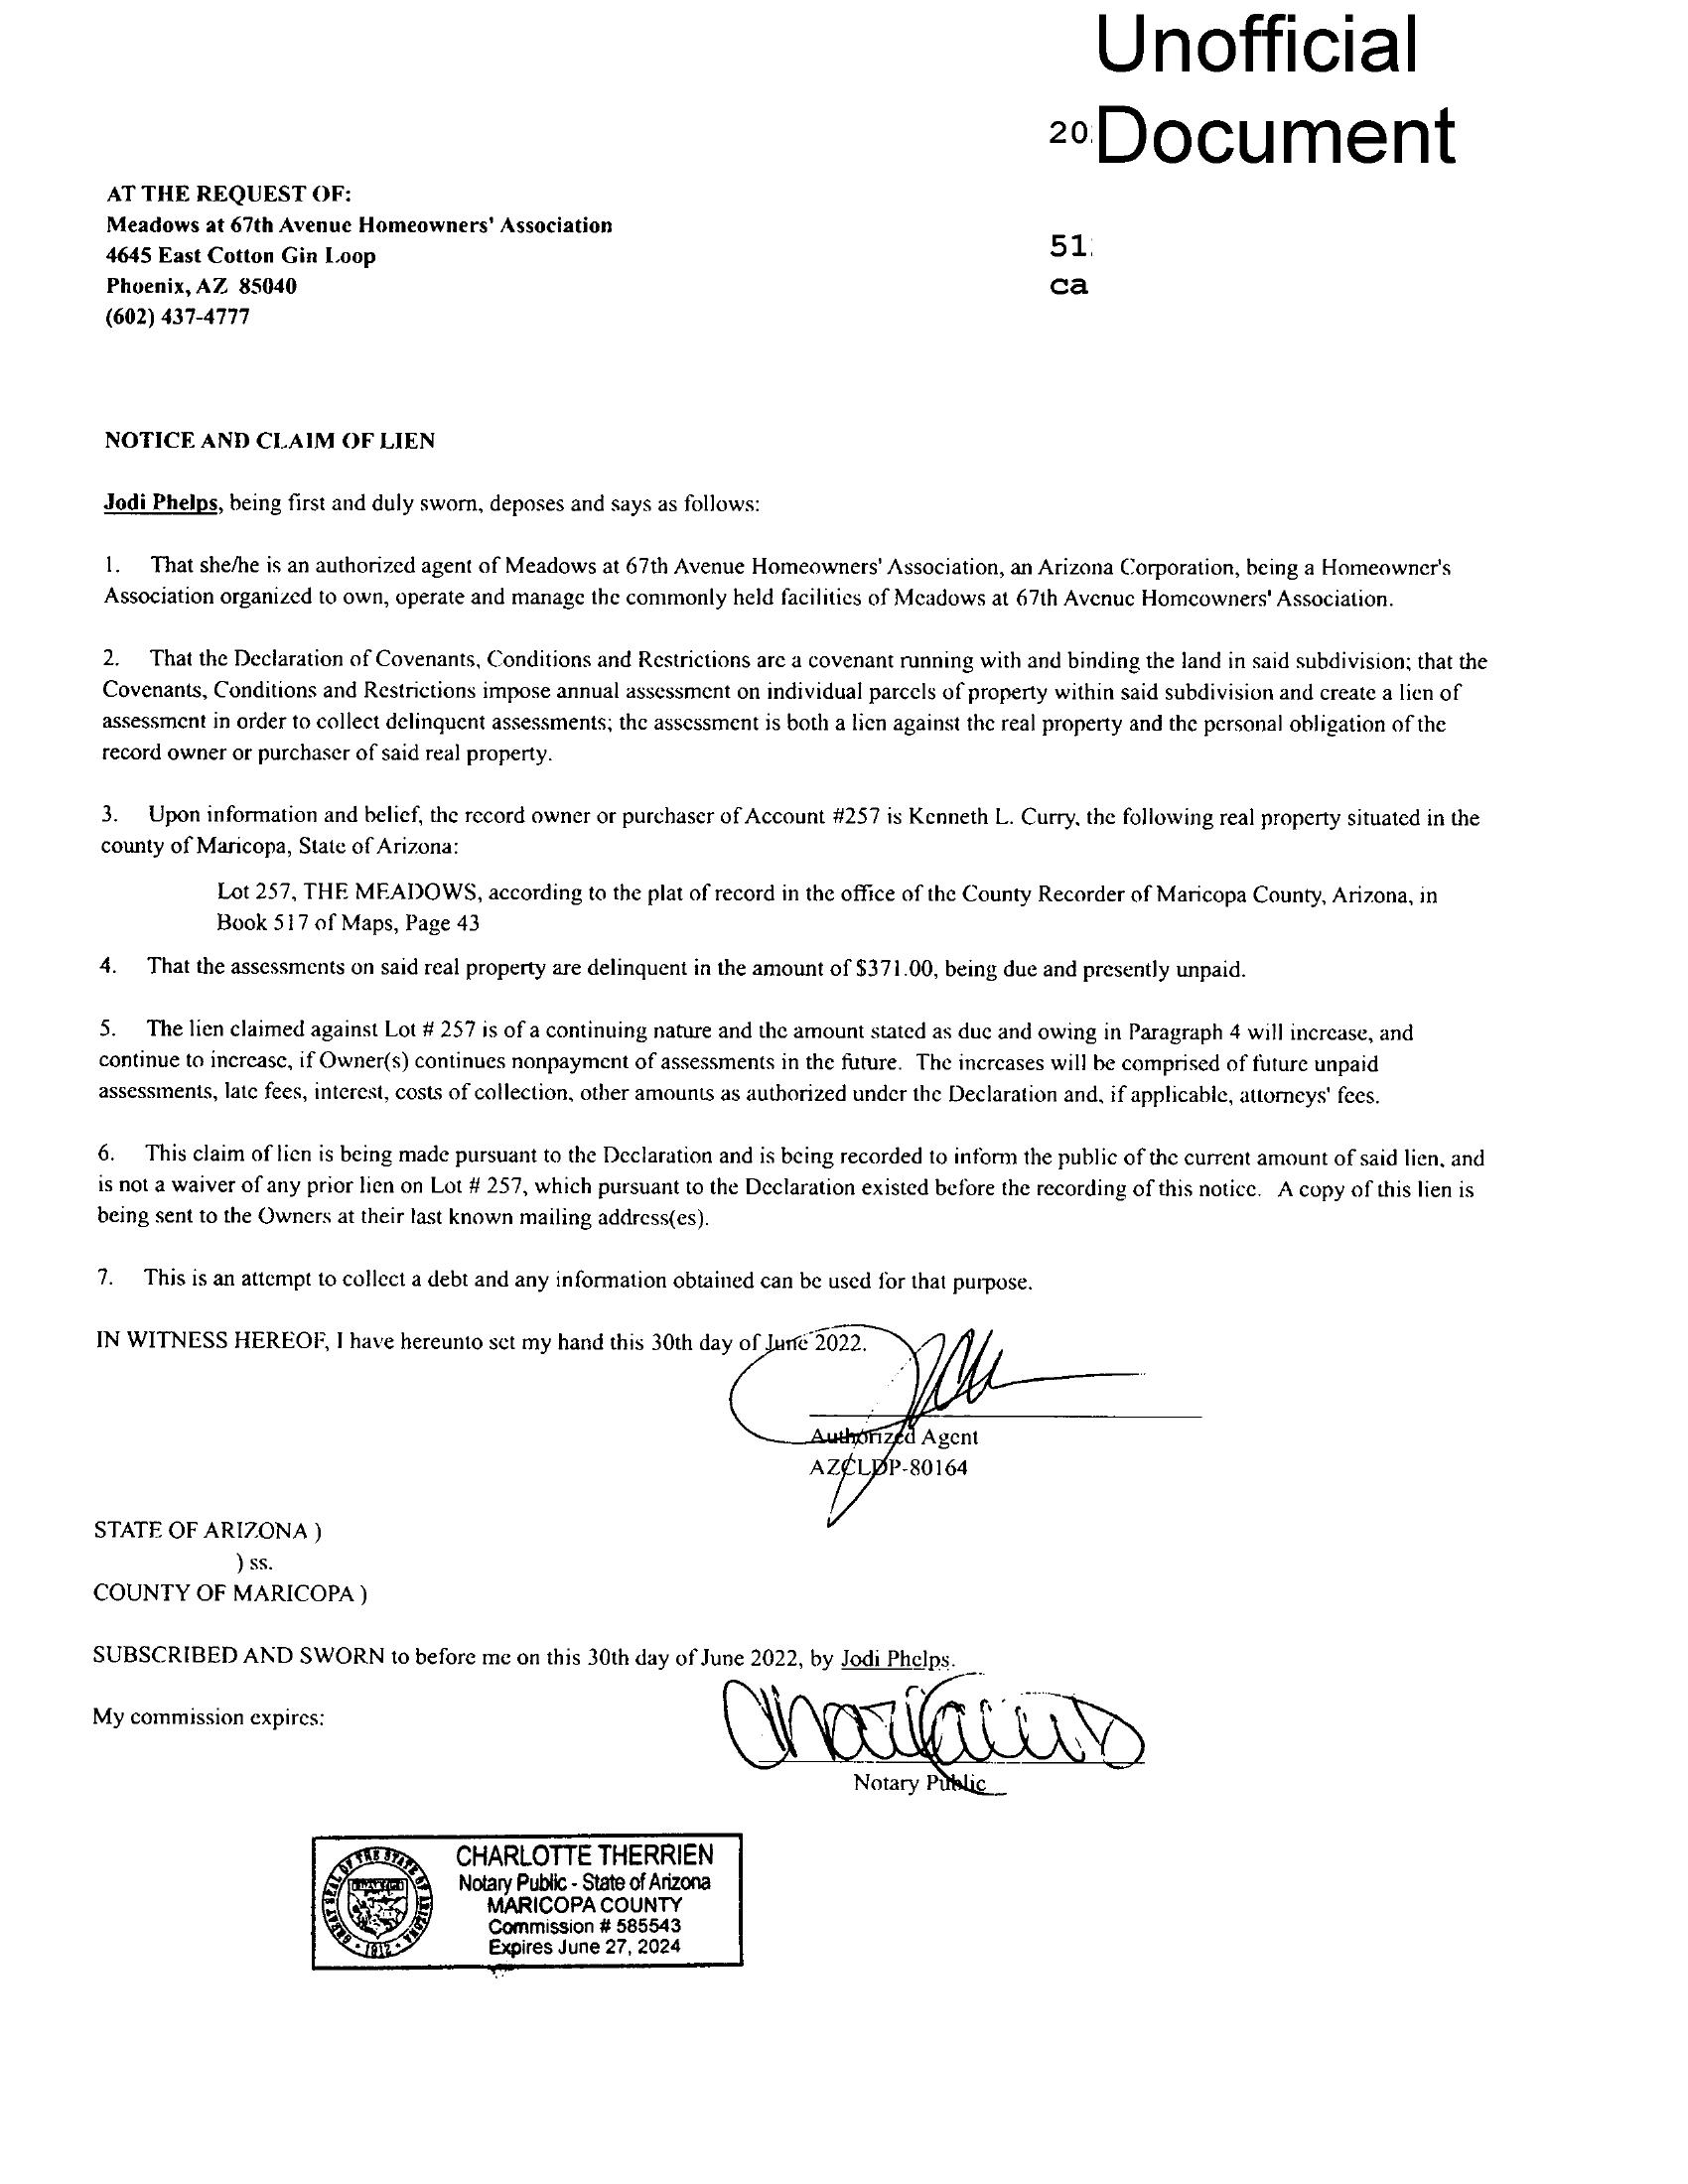 Unofficial
20 Document
AT THE REQUEST OF:
Meadows at 67th Avenue Homeowners' Association
4645 East Cotton Gin Loop
Phoenix, AZ 85040
(602) 437-4777
51
ca
NOTICE AND CLAIM OF LIEN
Jodi Phelps, being first and duly sworn, deposes and says as follows:
1. That she/he is an authorized agent of Meadows at 67th Avenue Homeowners' Association, an Arizona Corporation, being a Homeowner's
Association organized to own, operate and manage the commonly held facilities of Meadows at 67th Avenue Homeowners' Association.
2. That the Declaration of Covenants, Conditions and Restrictions are a covenant running with and binding the land in said subdivision; that the
Covenants, Conditions and Restrictions impose annual assessment on individual parcels of property within said subdivision and create a lien of
assessment in order to collect delinquent assessments; the assessment is both a lien against the real property and the personal obligation of the
record owner or purchaser of said real property.
3. Upon information and belief, the record owner or purchaser of Account #257 is Kenneth L. Curry, the following real property situated in the
county of Maricopa, State of Arizona:
Lot 257, THE MEADOWS, according to the plat of record in the office of the County Recorder of Maricopa County, Arizona, in
Book 517 of Maps, Page 43
4. That the assessments on said real property are delinquent in the amount of $371.00, being due and presently unpaid.
5. The lien claimed against Lot # 257 is of a continuing nature and the amount stated as due and owing in Paragraph 4 will increase, and
continue to increase, if Owner(s) continues nonpayment of assessments in the future. The increases will be comprised of future unpaid
assessments, late fees, interest, costs of collection, other amounts as authorized under the Declaration and, if applicable, attorneys' fees.
6. This claim of lien is being made pursuant to the Declaration and is being recorded to inform the public of the current amount of said lien, and
is not a waiver of any prior lien on Lot # 257, which pursuant to the Declaration existed before the recording of this notice. A copy of this lien is
being sent to the Owners at their last known mailing address(es).
7. This is an attempt to collect a debt and any information obtained can be used for that purpose.
IN WITNESS HEREOF, I have hereunto set my hand this 30th day of June 2022.
Authorized Agent
AZCLDP-80164
STATE OF ARIZONA )
) ss.
COUNTY OF MARICOPA )
SUBSCRIBED AND SWORN to before me on this 30th day of June 2022, by Jodi Phelps.
My commission expires:
Notary Public
CHARLOTTE THERRIEN
Notary Public - State of Arizona
MARICOPA COUNTY
Commission # 585543
Expires June 27, 2024
GREAT SEAL OF THE STATE OF ARIZONA
1912